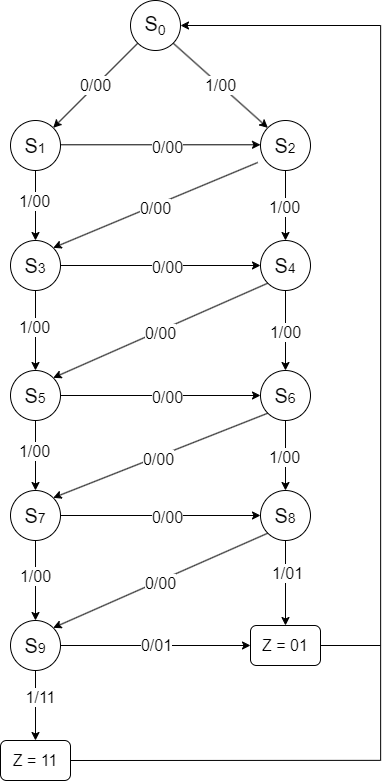 S0
0/00 1/00
S1 0/00 S2
1/00 0/00 1/00
S3 0/00 S4
1/00 0/00 1/00
S5 0/00 S6
1/00 0/00 1/00
S7 0/00 S8
1/00 0/00 1/01
S9 0/01 Z = 01
1/11
Z = 11